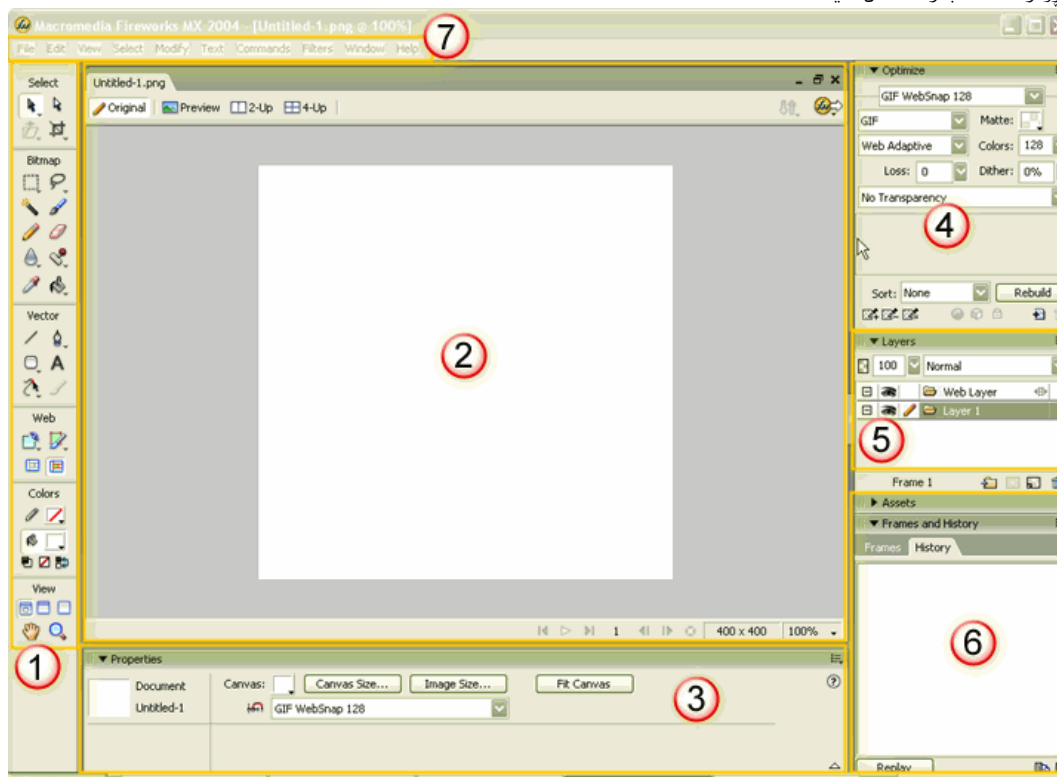 Macromedia Fireworks MX 2004 - [Untitled-1.png @ 100%]
File Edit View Select Modify Text Commands Filters Window Help
7
Select
Bitmap
Vector
Web
Colors
View
1
Untitled-1.png
Original Preview 2-Up 4-Up
2
1 400 x 400 100%
Properties
Document
Untitled-1
Canvas: Canvas Size... Image Size... Fit Canvas
GIF WebSnap 128
3
Optimize
GIF WebSnap 128
GIF Matte:
Web Adaptive Colors: 128
Loss: 0 Dither: 0%
No Transparency
4
Sort: None Rebuild
Layers
100 Normal
Web Layer
Layer 1
5
Frame 1
Assets
Frames and History
Frames History
6
Replay